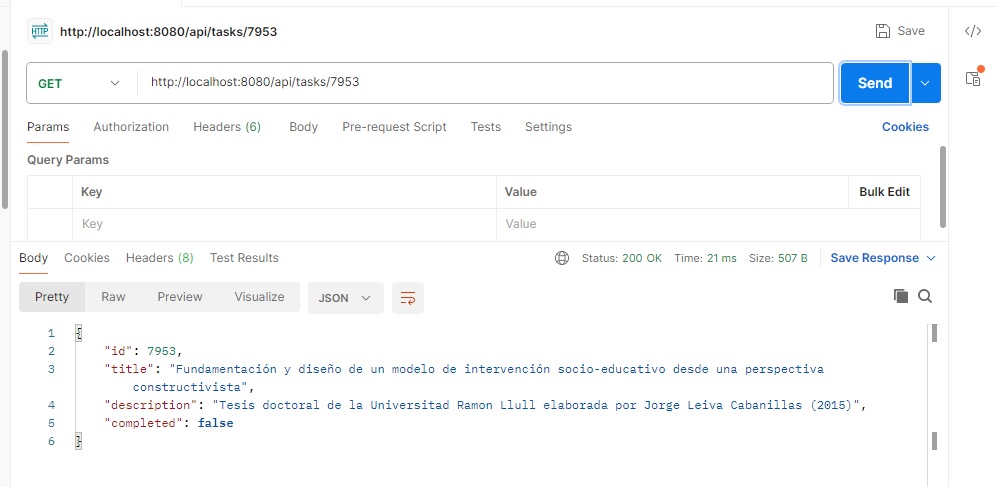 HTTP http://localhost:8080/api/tasks/7953 Save
GET http://localhost:8080/api/tasks/7953 Send
Params Authorization Headers (6) Body Pre-request Script Tests Settings Cookies
Query Params
Key Value Bulk Edit
Key Value
Body Cookies Headers (8) Test Results Status: 200 OK Time: 21 ms Size: 507 B Save Response
Pretty Raw Preview Visualize JSON
1 {
2 "id": 7953,
3 "title": "Fundamentación y diseño de un modelo de intervención socio-educativo desde una perspectiva
constructivista",
4 "description": "Tesis doctoral de la Universitad Ramon Llull elaborada por Jorge Leiva Cabanillas (2015)",
5 "completed": false
6 }